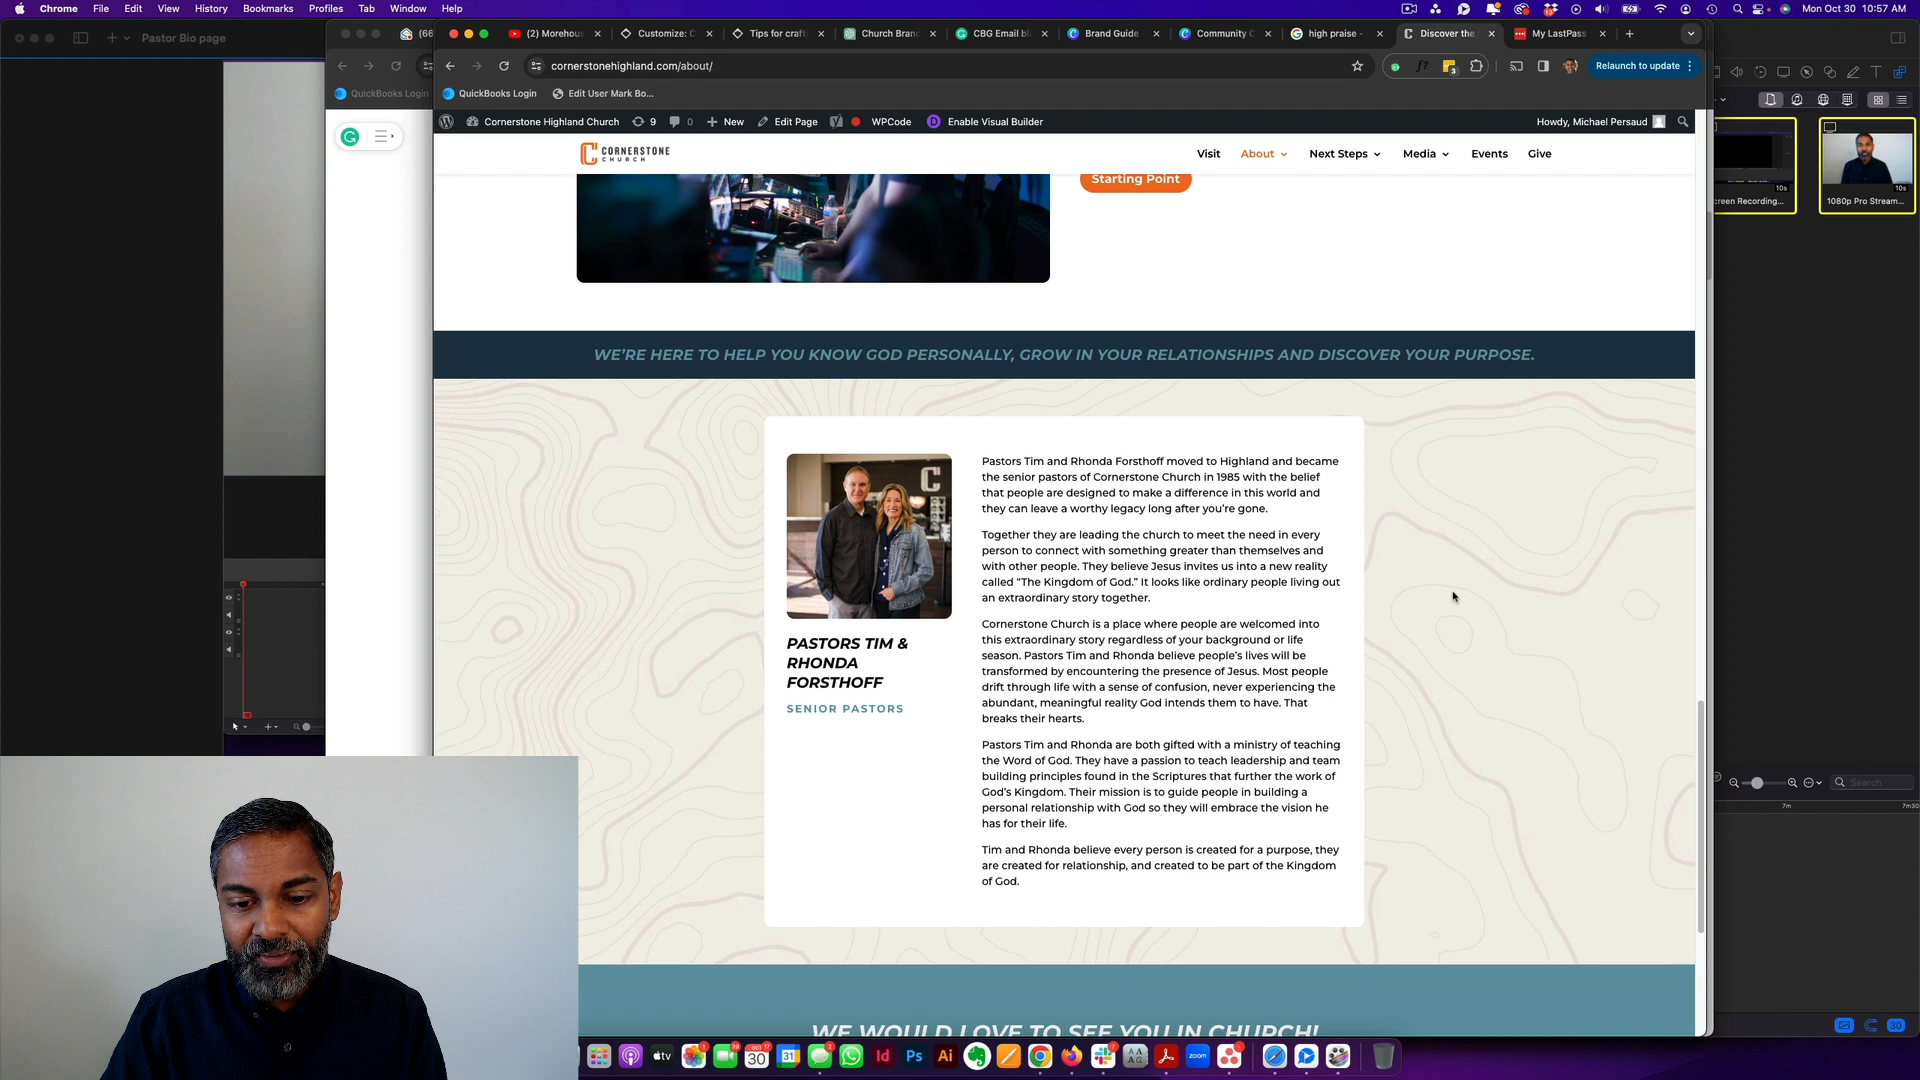 Chrome File Edit View History Bookmarks Profiles Tab Window Help Mon Oct 30 10:57 AM
Pastor Bio page
(2) Morehous Customize: C Tips for crafti Church Bran CBG Email bl Brand Guide Community C high praise - Discover the My LastPass
cornerstonehighland.com/about/ Relaunch to update
QuickBooks Login QuickBooks Login Edit User Mark Bo...
Cornerstone Highland Church 9 0 New Edit Page WPCode Enable Visual Builder Howdy, Michael Persaud
CORNERSTONE
CHURCH
Visit About Next Steps Media Events Give
Starting Point
10s 10s
creen Recording... 1080p Pro Stream...
WE'RE HERE TO HELP YOU KNOW GOD PERSONALLY, GROW IN YOUR RELATIONSHIPS AND DISCOVER YOUR PURPOSE.
PASTORS TIM &
RHONDA
FORSTHOFF
SENIOR PASTORS
Pastors Tim and Rhonda Forsthoff moved to Highland and became
the senior pastors of Cornerstone Church in 1985 with the belief
that people are designed to make a difference in this world and
they can leave a worthy legacy long after you're gone.
Together they are leading the church to meet the need in every
person to connect with something greater than themselves and
with other people. They believe Jesus invites us into a new reality
called "The Kingdom of God." It looks like ordinary people living out
an extraordinary story together.
Cornerstone Church is a place where people are welcomed into
this extraordinary story regardless of your background or life
season. Pastors Tim and Rhonda believe people's lives will be
transformed by encountering the presence of Jesus. Most people
drift through life with a sense of confusion, never experiencing the
abundant, meaningful reality God intends them to have. That
breaks their hearts.
Pastors Tim and Rhonda are both gifted with a ministry of teaching
the Word of God. They have a passion to teach leadership and team
building principles found in the Scriptures that further the work of
God's Kingdom. Their mission is to guide people in building a
personal relationship with God so they will embrace the vision he
has for their life.
Tim and Rhonda believe every person is created for a purpose, they
are created for relationship, and created to be part of the Kingdom
of God.
Search
7m 7m30
WE WOULD LOVE TO SEE YOU IN CHURCH!
30
tv 30 31 Id Ps Ai zoom